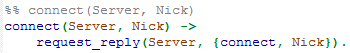 %% connect(Server, Nick)
connect(Server, Nick) ->
    request_reply(Server, {connect, Nick}).